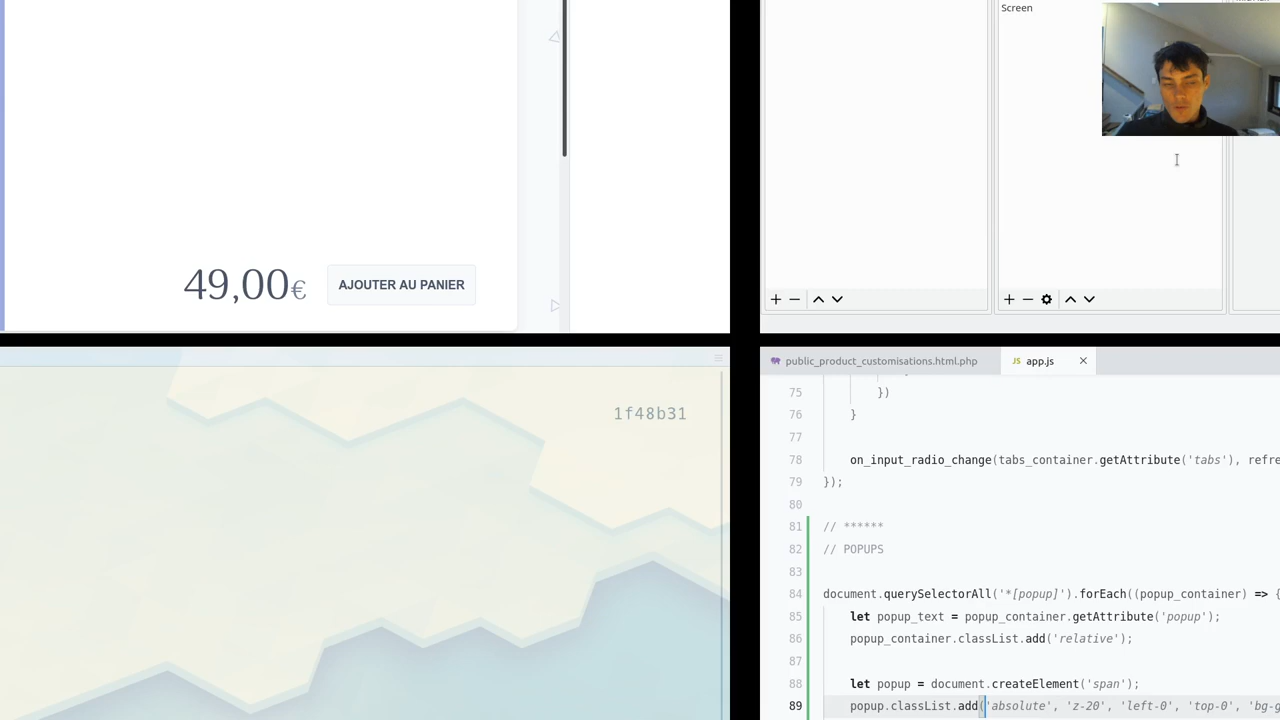 49,00€
AJOUTER AU PANIER
Screen
1f48b31
public_product_customisations.html.php
JS app.js
75 })
76 }
77
78 on_input_radio_change(tabs_container.getAttribute('tabs'), refre
79 });
80
81 // ******
82 // POPUPS
83
84 document.querySelectorAll('*[popup]').forEach((popup_container) => {
85 let popup_text = popup_container.getAttribute('popup');
86 popup_container.classList.add('relative');
87
88 let popup = document.createElement('span');
89 popup.classList.add('absolute', 'z-20', 'left-0', 'top-0', 'bg-g